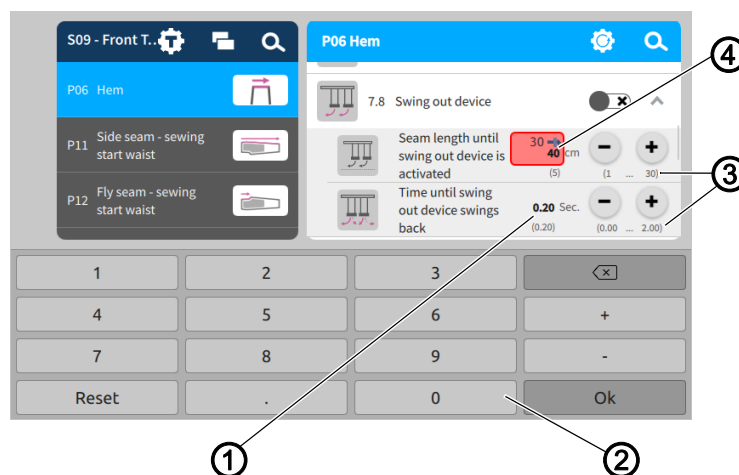 S09 - Front T..
P06 Hem
P06 Hem
P11 Side seam - sewing
start waist
P12 Fly seam - sewing
start waist
7.8 Swing out device
Seam length until
swing out device is
activated
30
40 cm
(5)
(1 ... 30)
Time until swing
out device swings
back
0.20 Sec.
(0.20)
(0.00 ... 2.00)
4
3
1 2 3
4 5 6 +
7 8 9 -
Reset . 0 Ok
1 2